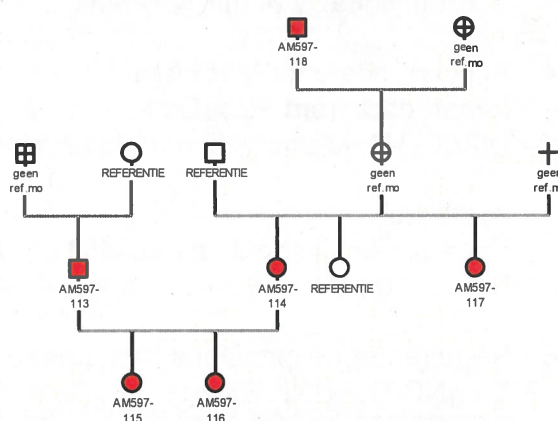 AM597-
118
geen
ref.mo
geen
ref.mo
REFERENTIE
REFERENTIE
geen
ref.mo
geen
ref.m
AM597-
113
AM597-
114
REFERENTIE
AM597-
117
AM597-
115
AM597-
116